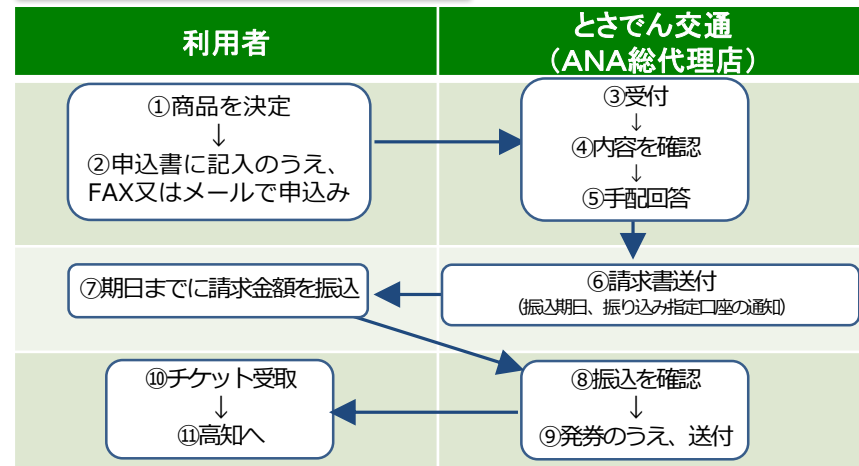 利用者
とさでん交通
（ANA総代理店）
①商品を決定
↓
②申込書に記入のうえ、
FAX又はメールで申込み
③受付
↓
④内容を確認
↓
⑤手配回答
⑥請求書送付
（振込期日、振り込み指定口座の通知）
⑦期日までに請求金額を振込
⑧振込を確認
↓
⑨発券のうえ、送付
⑩チケット受取
↓
⑪高知へ